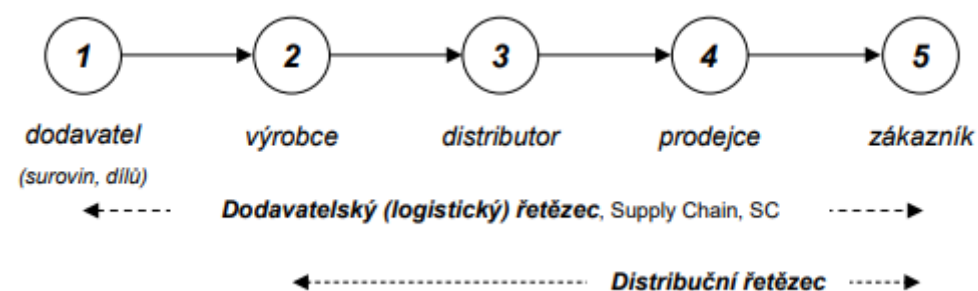 1 2 3 4 5
dodavatel výrobce distributor prodejce zákazník
(surovin, dílů)
Dodavatelský (logistický) řetězec, Supply Chain, SC
Distribuční řetězec